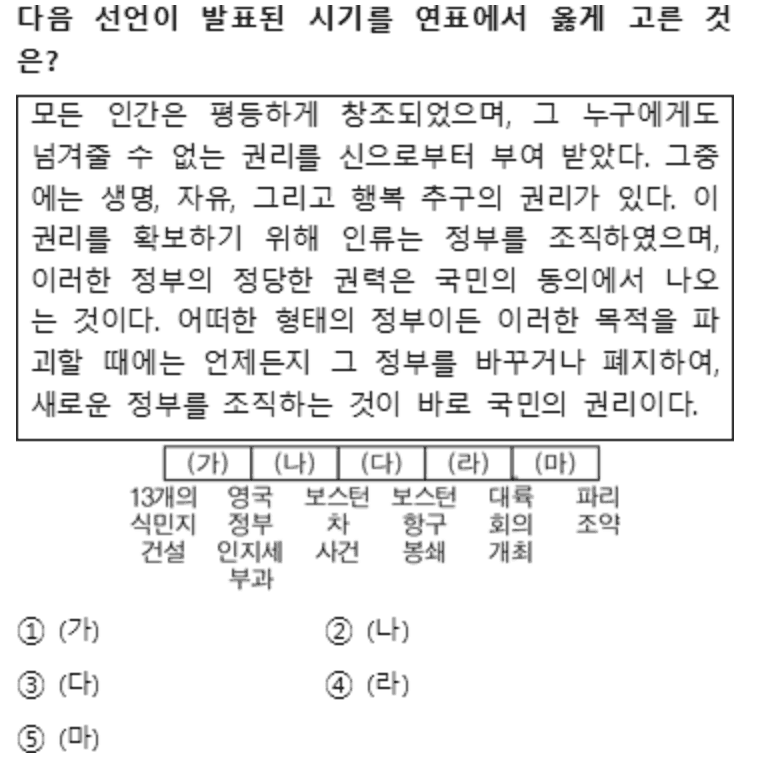 다음 선언이 발표된 시기를 연표에서 옳게 고른 것
은?
모든 인간은 평등하게 창조되었으며, 그 누구에게도
넘겨줄 수 없는 권리를 신으로부터 부여 받았다. 그중
에는 생명, 자유, 그리고 행복 추구의 권리가 있다. 이
권리를 확보하기 위해 인류는 정부를 조직하였으며,
이러한 정부의 정당한 권력은 국민의 동의에서 나오
는 것이다. 어떠한 형태의 정부이든 이러한 목적을 파
괴할 때에는 언제든지 그 정부를 바꾸거나 폐지하여,
새로운 정부를 조직하는 것이 바로 국민의 권리이다.
(가) (나) (다) (라) (마)
13개의 영국 보스턴 보스턴 대륙 파리
식민지 정부 차 항구 회의 조약
건설 인지세 사건 봉쇄 개최
부과
① (가) ② (나)
③ (다) ④ (라)
⑤ (마)